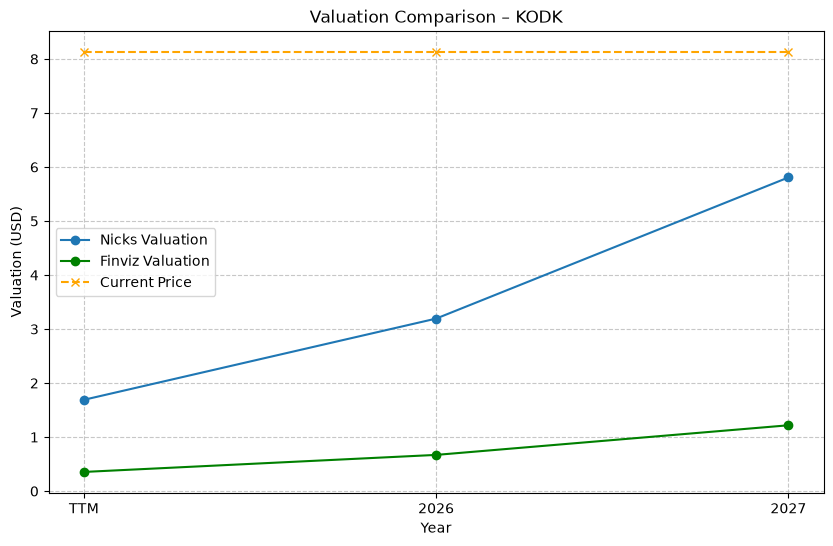 Valuation Comparison – KODK
Valuation (USD)
8
7
6
5
4
3
2
1
0
Nicks Valuation
Finviz Valuation
Current Price
TTM
2026
2027
Year